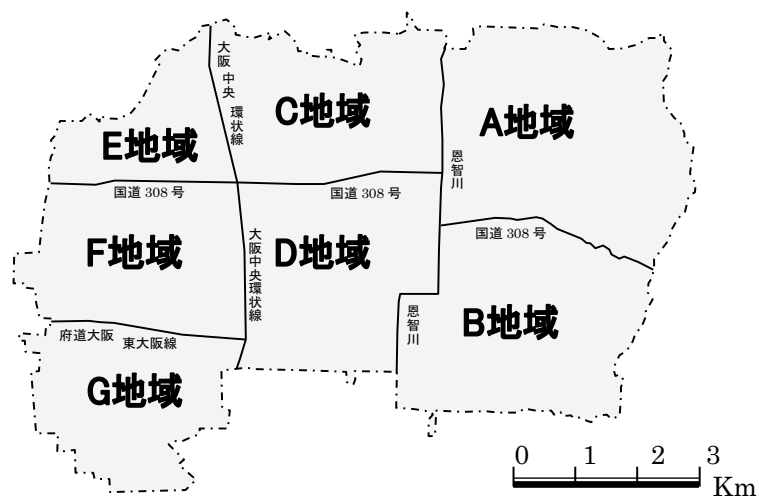 大阪中央環状線
C地域
A地域
E地域
恩智川
国道 308 号
国道 308 号
F地域
大阪中央環状線
D地域
国道 308 号
恩智川
B地域
府道大阪
東大阪線
G地域
0 1 2 3
Km